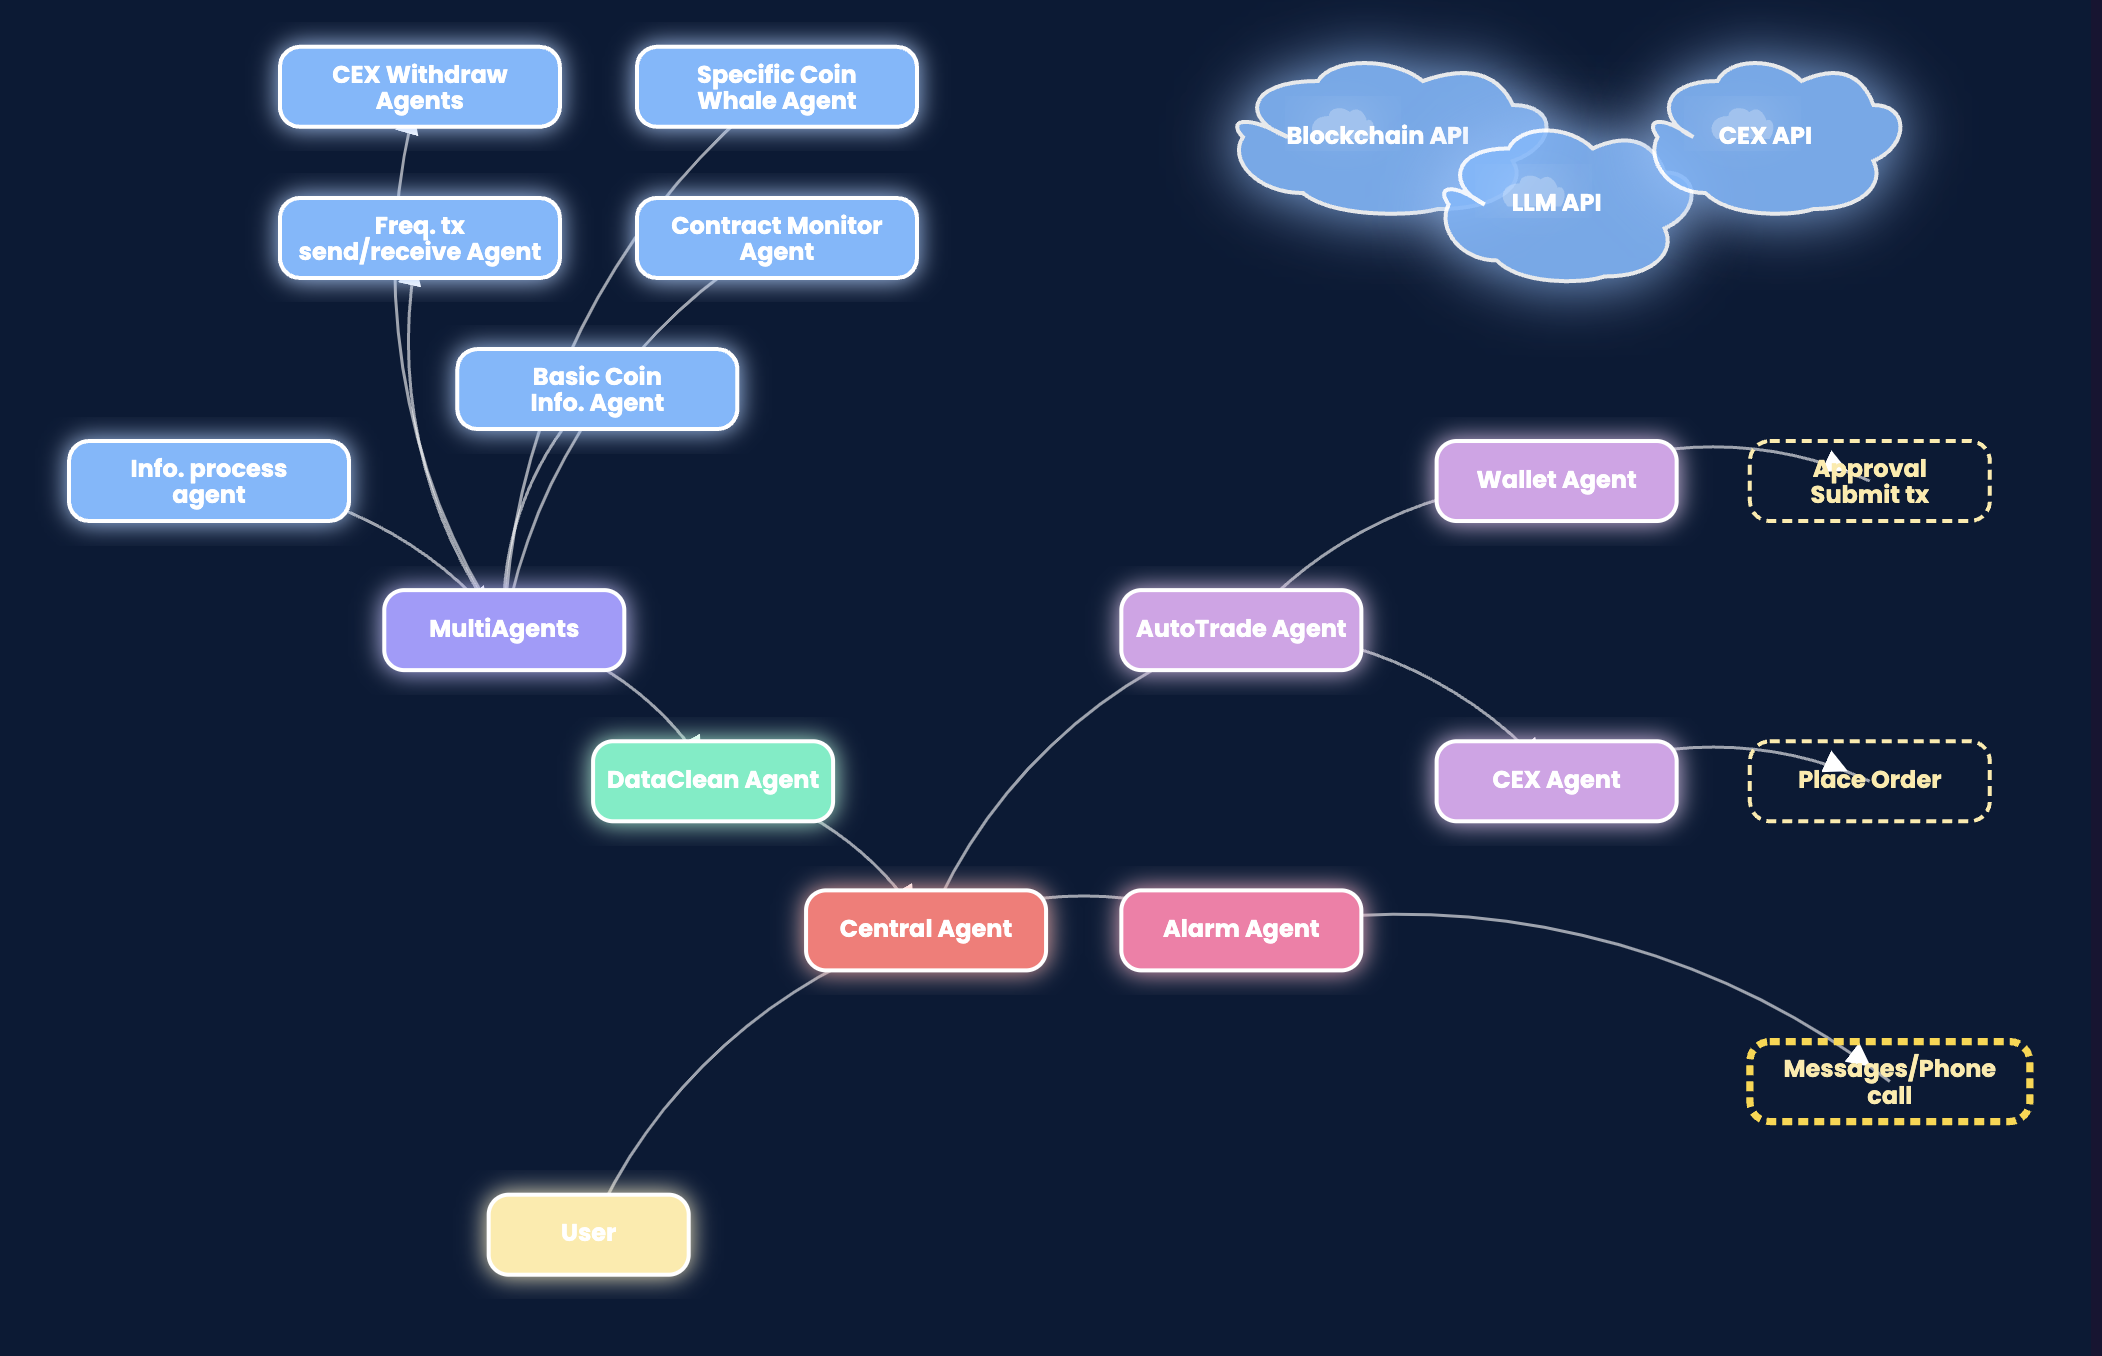 CEX Withdraw
Agents
Specific Coin
Whale Agent
Blockchain API
CEX API
LLM API
Freq. tx
send/receive Agent
Contract Monitor
Agent
Basic Coin
Info. Agent
Info. process
agent
Wallet Agent
Approval
Submit tx
MultiAgents
AutoTrade Agent
DataClean Agent
CEX Agent
Place Order
Central Agent
Alarm Agent
Messages/Phone
call
User